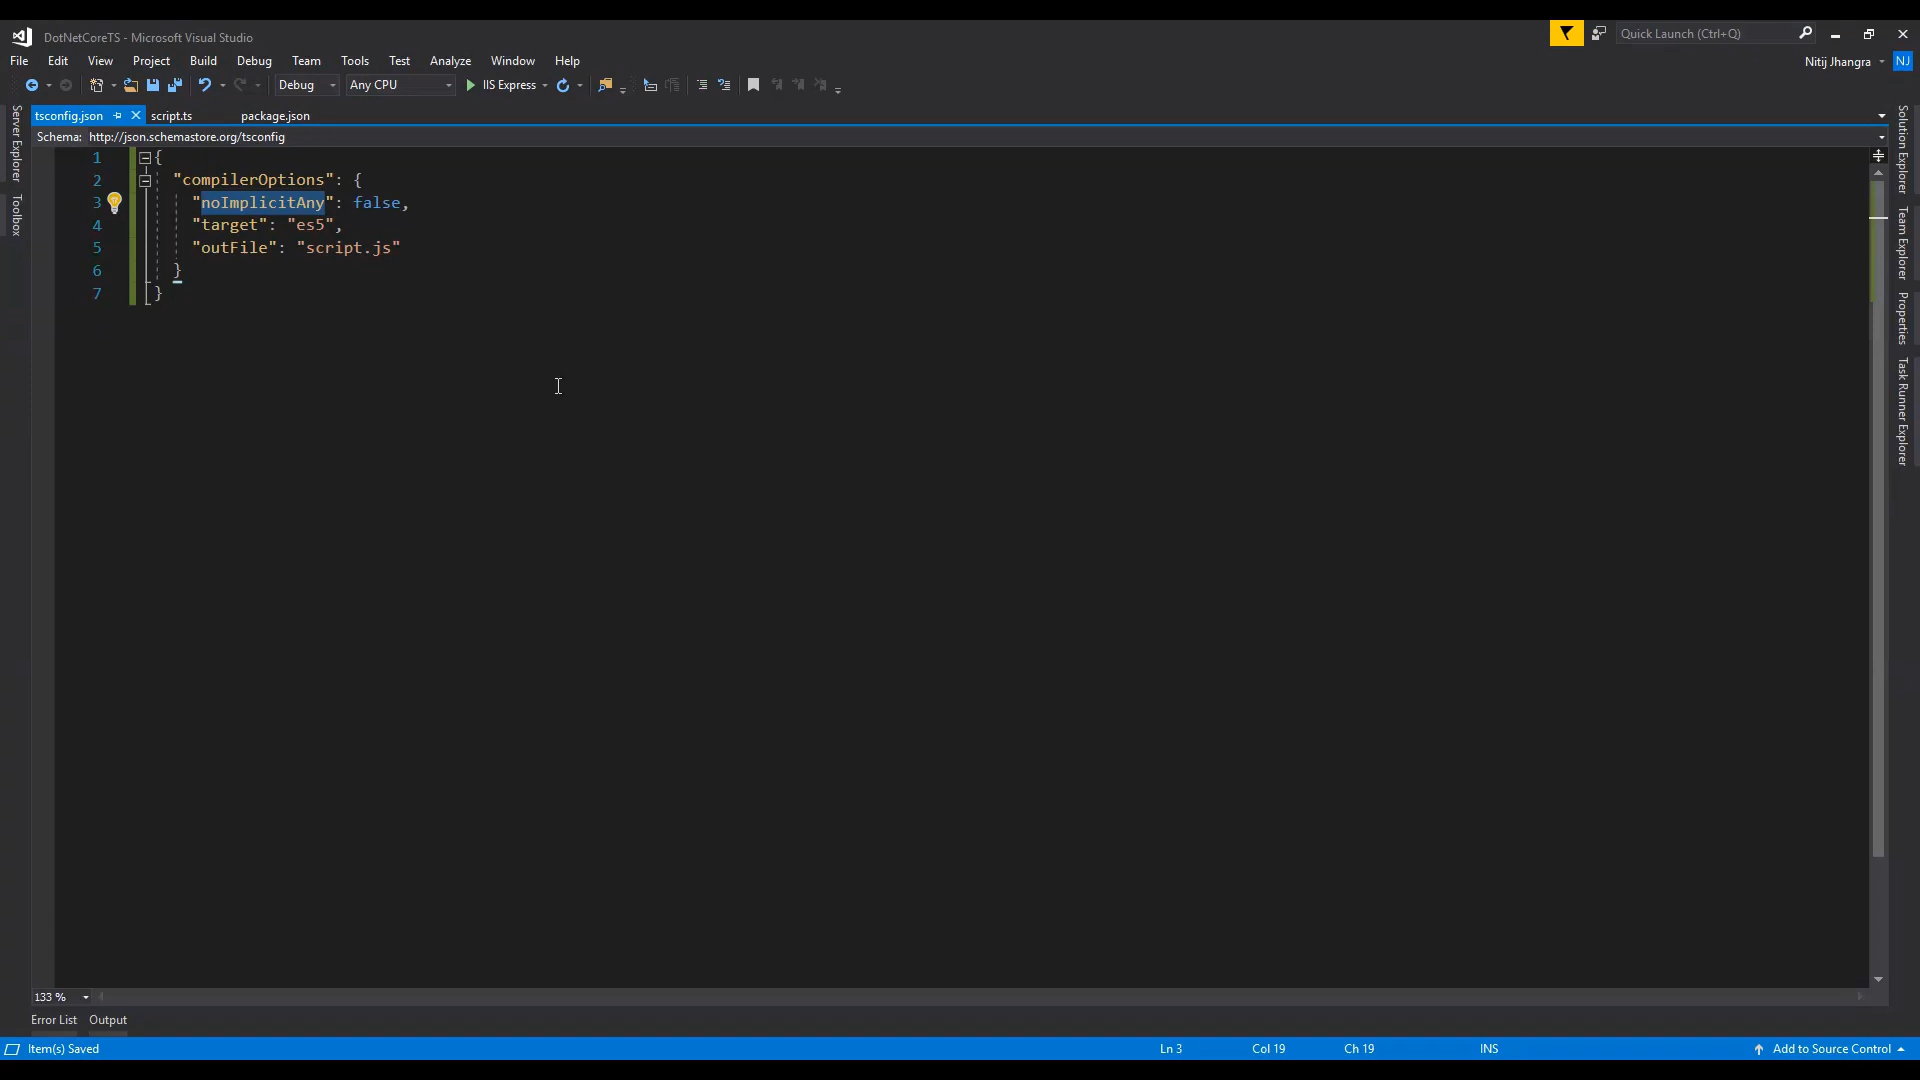 DotNetCoreTS - Microsoft Visual Studio
Quick Launch (Ctrl+Q)
File Edit View Project Build Debug Team Tools Test Analyze Window Help
Nitij Jhangra NJ
Debug Any CPU IIS Express
tsconfig.json script.ts package.json
Schema: http://json.schemastore.org/tsconfig
Server Explorer
Toolbox
1 {
2 "compilerOptions": {
3 "noImplicitAny": false,
4 "target": "es5",
5 "outFile": "script.js"
6 }
7 }
Solution Explorer
Team Explorer
Properties
Task Runner Explorer
133 %
Error List Output
Item(s) Saved Ln 3 Col 19 Ch 19 INS Add to Source Control